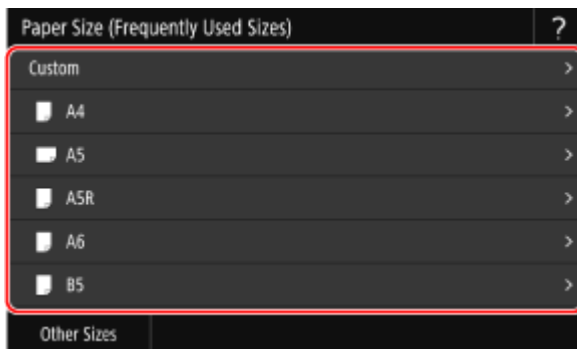 Paper Size (Frequently Used Sizes) ?
Custom >
A4 >
A5 >
A5R >
A6 >
B5 >
Other Sizes